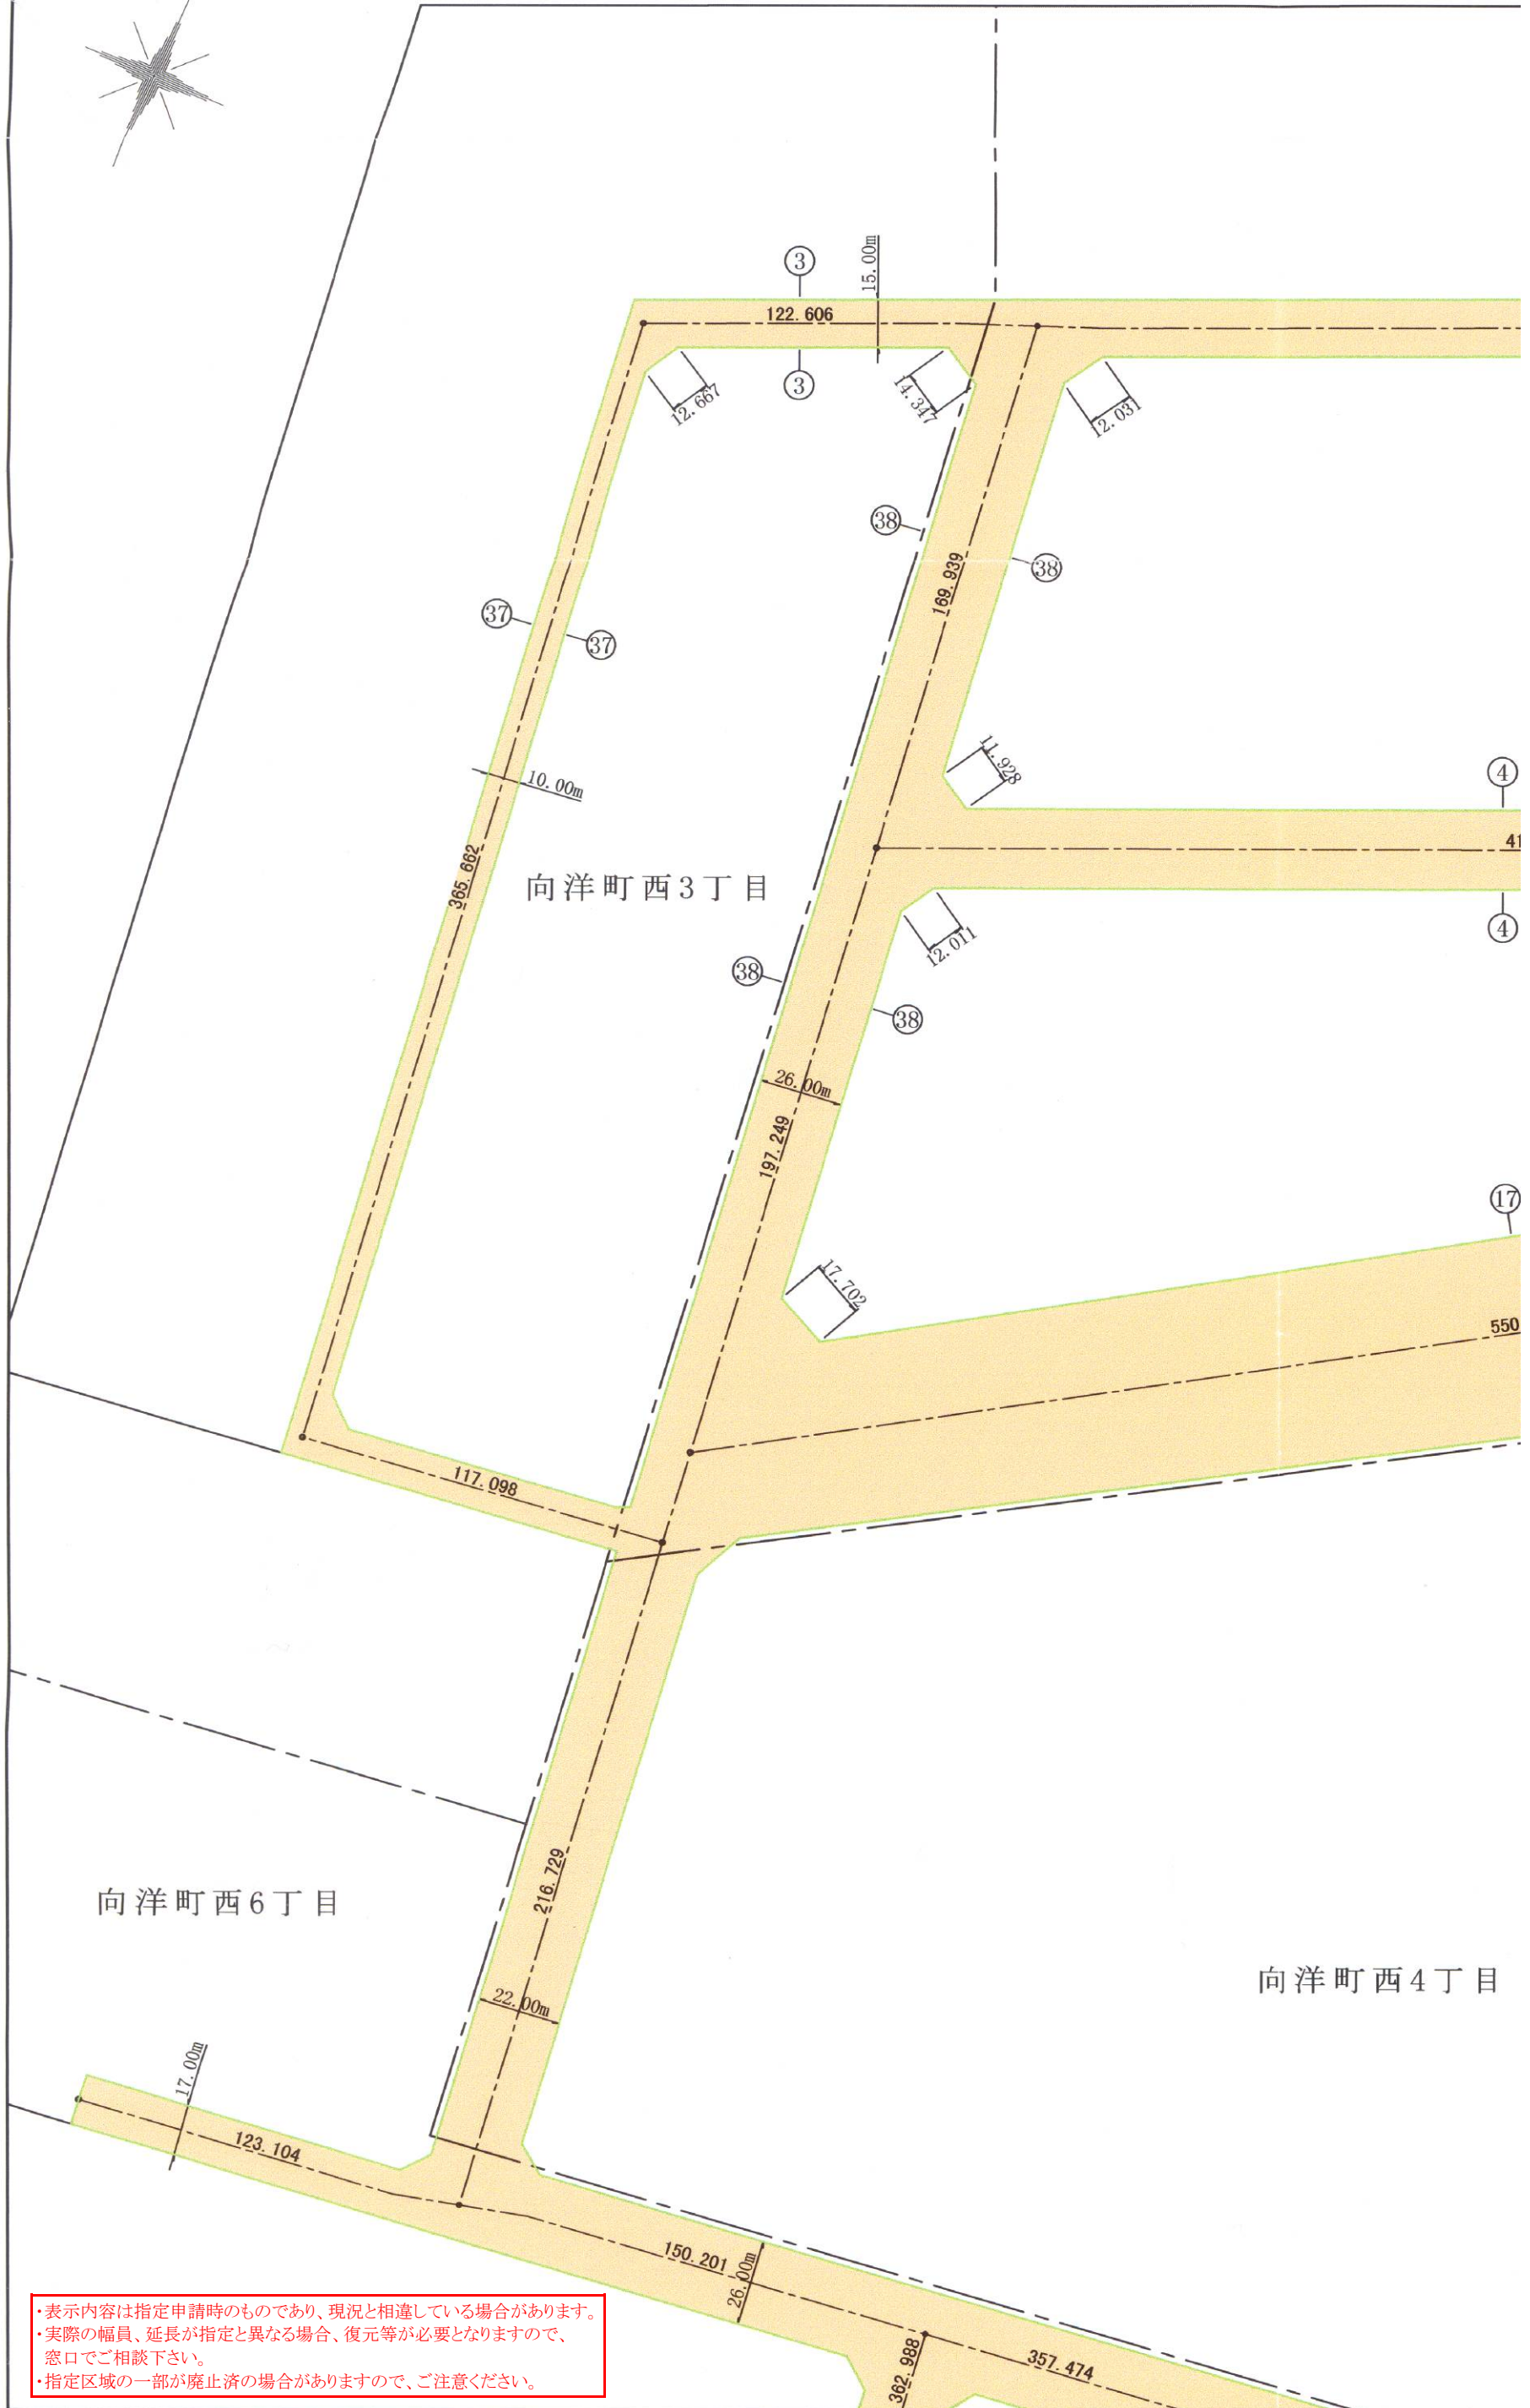 ③
15.00m
122.606
③
12.667
14.347
12.031
㊳
169.939
㊳
㊲
㊲
11.928
④
10.00m
41
365.662
向洋町西3丁目
④
12.011
㊳
㊳
26.00m
197.249
⑰
17.702
550
117.098
216.729
向洋町西6丁目
向洋町西4丁目
22.00m
17.00m
123.104
150.201
26.00m
362.988
357.474
・表示内容は指定申請時のものであり、現況と相違している場合があります。
・実際の幅員、延長が指定と異なる場合、復元等が必要となりますので、
窓口でご相談下さい。
・指定区域の一部が廃止済の場合がありますので、ご注意ください。